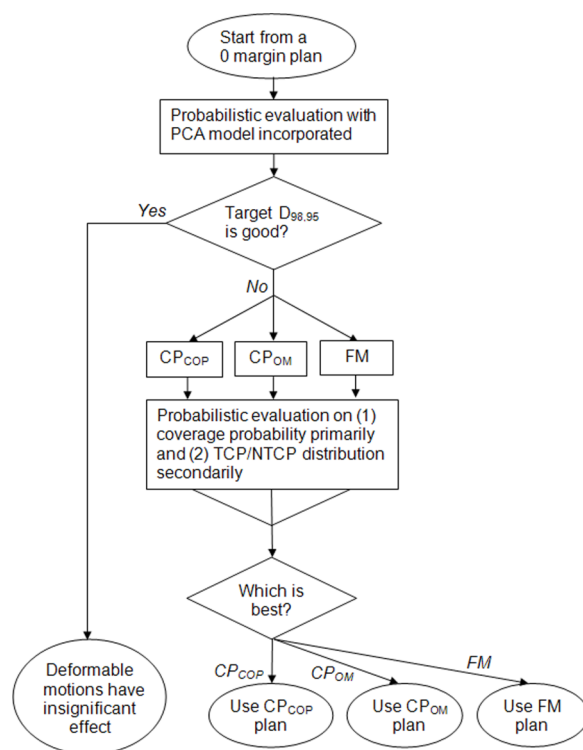 Start from a
0 margin plan
Probabilistic evaluation with
PCA model incorporated
Yes
Target D98,95
is good?
No
CPCOP
CPOM
FM
Probabilistic evaluation on (1)
coverage probability primarily
and (2) TCP/NTCP distribution
secondarily
Which is
best?
CPCOP
CPOM
FM
Deformable
motions have
insignificant
effect
Use CPCOP
plan
Use CPOM
plan
Use FM
plan